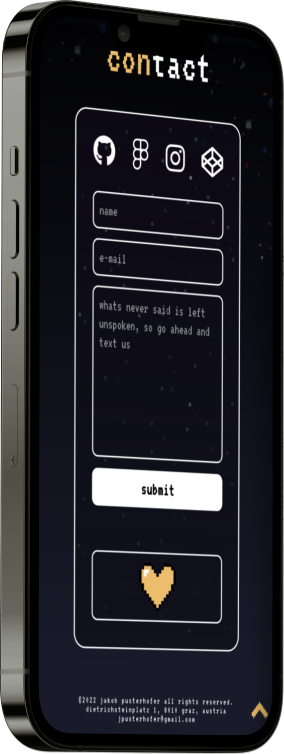 contact
name
e-mail
whats never said is left
unspoken, so go ahead and
text us
submit
©2022 jakob pusterhofer all rights reserved.
dietrichsteinplatz 1, 8010 graz, austria
jpusterhofer@gmail.com